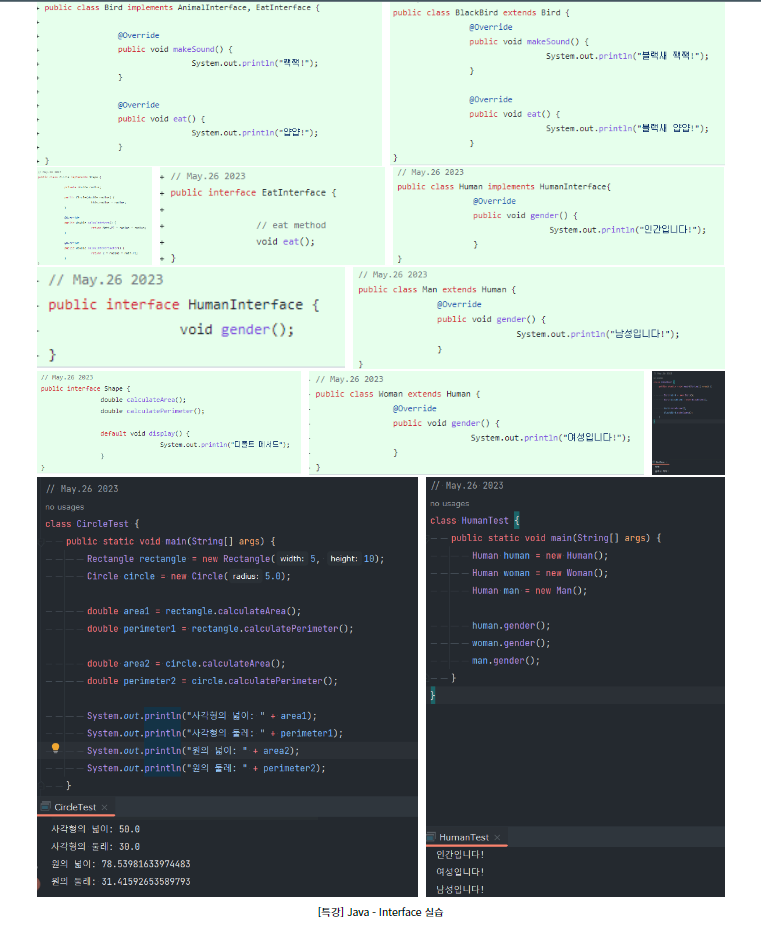 public class Bird implements AnimalInterface, EatInterface {
@Override
public void makeSound() {
System.out.println("짹짹!");
}
@Override
public void eat() {
System.out.println("얌얌!");
}
}
public class BlackBird extends Bird {
@Override
public void makeSound() {
System.out.println("블랙새 짹짹!");
}
@Override
public void eat() {
System.out.println("블랙새 얌얌!");
}
}
+ // May.26 2023
+ public interface EatInterface {
+
+ // eat method
+ void eat();
+ }
// May.26 2023
public class Human implements HumanInterface{
@Override
public void gender() {
System.out.println("인간입니다!");
}
}
// May.26 2023
public interface HumanInterface {
void gender();
}
// May.26 2023
public class Man extends Human {
@Override
public void gender() {
System.out.println("남성입니다!");
}
}
// May.26 2023
public interface Shape {
double calculateArea();
double calculatePerimeter();
default void display() {
System.out.println("디폴트 메서드");
}
}
// May.26 2023
public class Woman extends Human {
@Override
public void gender() {
System.out.println("여성입니다!");
}
}
// May.26 2023
no usages
class CircleTest {
public static void main(String[] args) {
Rectangle rectangle = new Rectangle( width: 5, height: 10);
Circle circle = new Circle( radius: 5.0);
double area1 = rectangle.calculateArea();
double perimeter1 = rectangle.calculatePerimeter();
double area2 = circle.calculateArea();
double perimeter2 = circle.calculatePerimeter();
System.out.println("사각형의 넓이: " + area1);
System.out.println("사각형의 둘레: " + perimeter1);
System.out.println("원의 넓이: " + area2);
System.out.println("원의 둘레: " + perimeter2);
}
CircleTest ×
사각형의 넓이: 50.0
사각형의 둘레: 30.0
원의 넓이: 78.53981633974483
원의 둘레: 31.41592653589793
// May.26 2023
no usages
class HumanTest {
public static void main(String[] args) {
Human human = new Human();
Human woman = new Woman();
Human man = new Man();
human.gender();
woman.gender();
man.gender();
}
}
HumanTest ×
인간입니다!
여성입니다!
남성입니다!
[특강] Java - Interface 실습